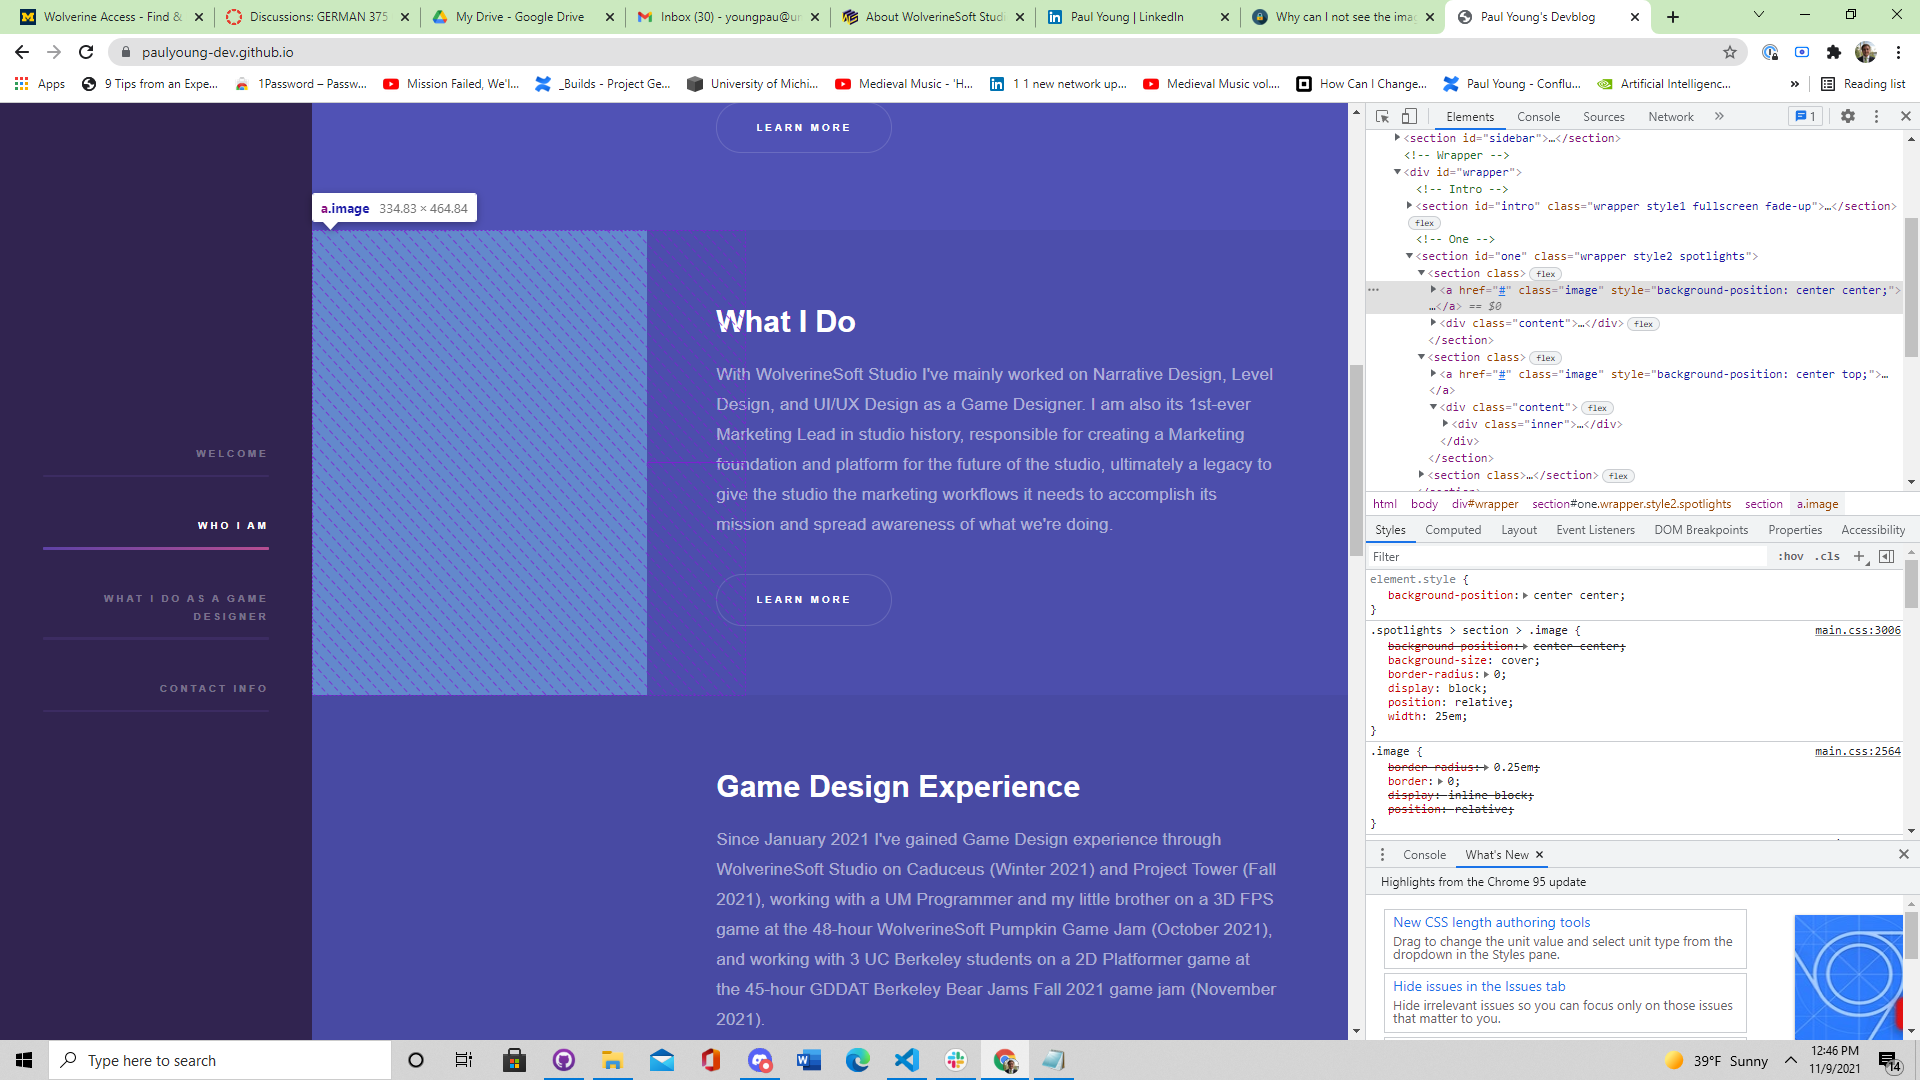 Wolverine Access - Find &
Discussions: GERMAN 375
My Drive - Google Drive
Inbox (30) - youngpau@u
About WolverineSoft Stud
Paul Young | LinkedIn
Why can I not see the ima
Paul Young's Devblog
paulyoung-dev.github.io
Apps
9 Tips from an Expe...
1Password – Passw...
Mission Failed, We'l...
_Builds - Project Ge...
University of Michi...
Medieval Music - 'H...
1 1 new network up...
Medieval Music vol....
How Can I Change...
Paul Young - Conflu...
Artificial Intelligenc...
»
Reading list
WELCOME
WHO I AM
WHAT I DO AS A GAME
DESIGNER
CONTACT INFO
LEARN MORE
a.image 334.83 × 464.84
What I Do
With WolverineSoft Studio I've mainly worked on Narrative Design, Level
Design, and UI/UX Design as a Game Designer. I am also its 1st-ever
Marketing Lead in studio history, responsible for creating a Marketing
foundation and platform for the future of the studio, ultimately a legacy to
give the studio the marketing workflows it needs to accomplish its
mission and spread awareness of what we're doing.
LEARN MORE
Game Design Experience
Since January 2021 I've gained Game Design experience through
WolverineSoft Studio on Caduceus (Winter 2021) and Project Tower (Fall
2021), working with a UM Programmer and my little brother on a 3D FPS
game at the 48-hour WolverineSoft Pumpkin Game Jam (October 2021),
and working with 3 UC Berkeley students on a 2D Platformer game at
the 45-hour GDDAT Berkeley Bear Jams Fall 2021 game jam (November
2021).
Elements Console Sources Network » 1
<section id="sidebar">…</section>
<!-- Wrapper -->
<div id="wrapper">
<!-- Intro -->
<section id="intro" class="wrapper style1 fullscreen fade-up">…</section>
flex
<!-- One -->
<section id="one" class="wrapper style2 spotlights">
<section class> flex
<a href="#" class="image" style="background-position: center center;">
…</a> == $0
<div class="content">…</div> flex
</section>
<section class> flex
<a href="#" class="image" style="background-position: center top;">…
</a>
<div class="content"> flex
<div class="inner">…</div>
</div>
</section>
<section class>…</section> flex
html body div#wrapper section#one.wrapper.style2.spotlights section a.image
Styles Computed Layout Event Listeners DOM Breakpoints Properties Accessibility
Filter :hov .cls +
element.style {
background-position: center center;
}
.spotlights > section > .image { main.css:3006
background-position: center center;
background-size: cover;
border-radius: 0;
display: block;
position: relative;
width: 25em;
}
.image { main.css:2564
border-radius: 0.25em;
border: 0;
display: inline-block;
position: relative;
}
Console What's New ×
Highlights from the Chrome 95 update
New CSS length authoring tools
Drag to change the unit value and select unit type from the
dropdown in the Styles pane.
Hide issues in the Issues tab
Hide irrelevant issues so you can focus only on those issues
that matter to you.
Type here to search
39°F Sunny
12:46 PM
11/9/2021
14